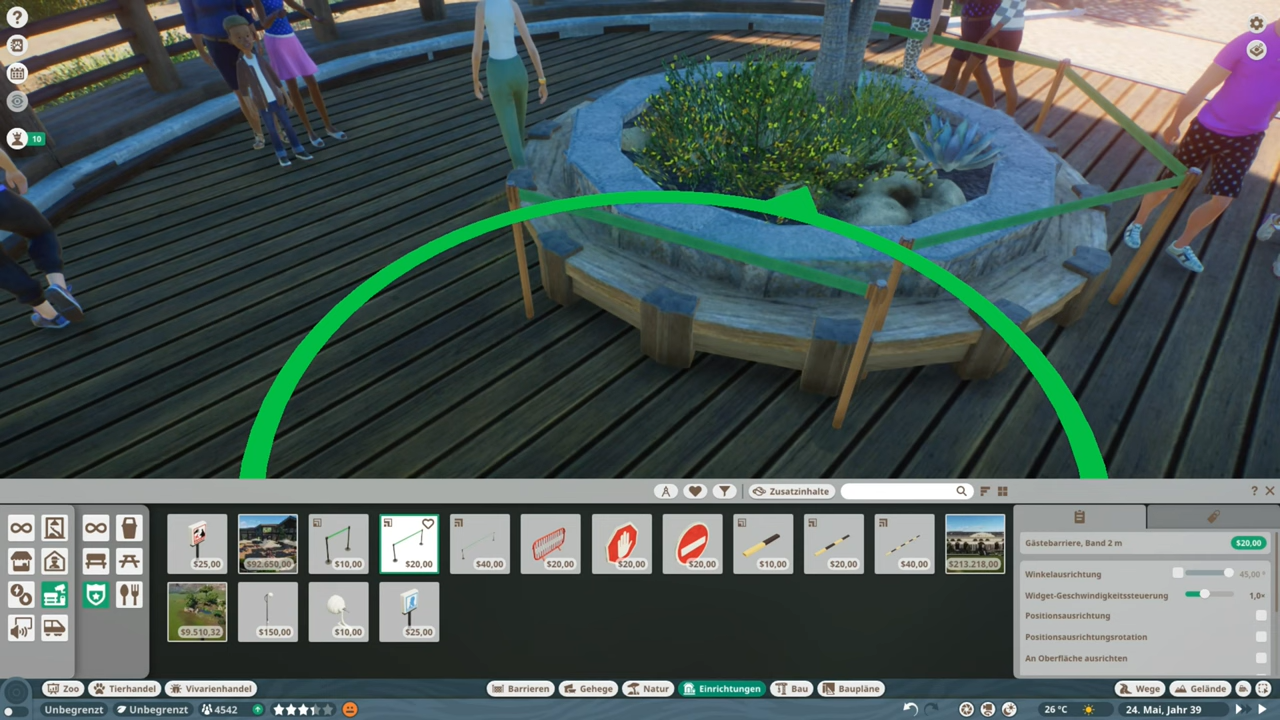 ?
10
Zusatzinhalte
?
$25,00
$92.650,00
$10,00
$20,00
$40,00
$20,00
$20,00
$20,00
$10,00
$20,00
$40,00
$213.218,00
$9.510,32
$150,00
$10,00
$25,00
Gästebarriere, Band 2 m
$20,00
Winkelausrichtung
45,00 °
Widget-Geschwindigkeitssteuerung
1,0×
Positionsausrichtung
Positionsausrichtungsrotation
An Oberfläche ausrichten
Zoo
Tierhandel
Vivarienhandel
Barrieren
Gehege
Natur
Einrichtungen
Bau
Baupläne
Wege
Gelände
Unbegrenzt
Unbegrenzt
4542
26 °C
24. Mai, Jahr 39